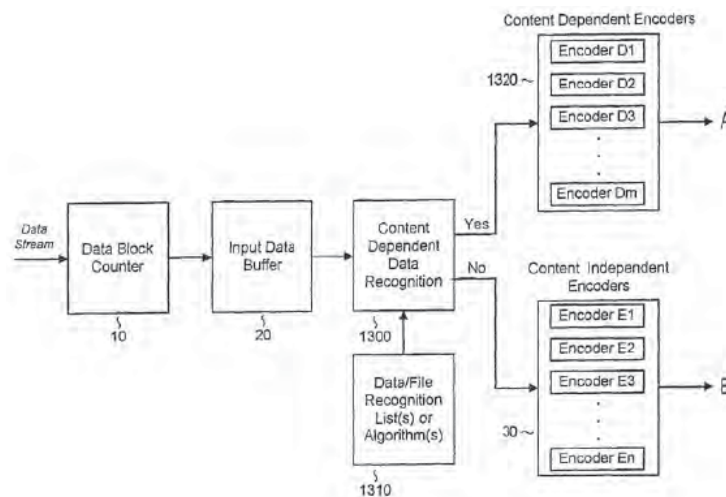 Content Dependent Encoders
Encoder D1
1320
Encoder D2
Encoder D3
Encoder Dm
A
Data
Stream
Data Block
Counter
10
Input Data
Buffer
20
Content
Dependent
Data
Recognition
1300
Yes
No
Data/File
Recognition
List(s) or
Algorithm(s)
1310
Content Independent
Encoders
Encoder E1
Encoder E2
Encoder E3
30
Encoder En